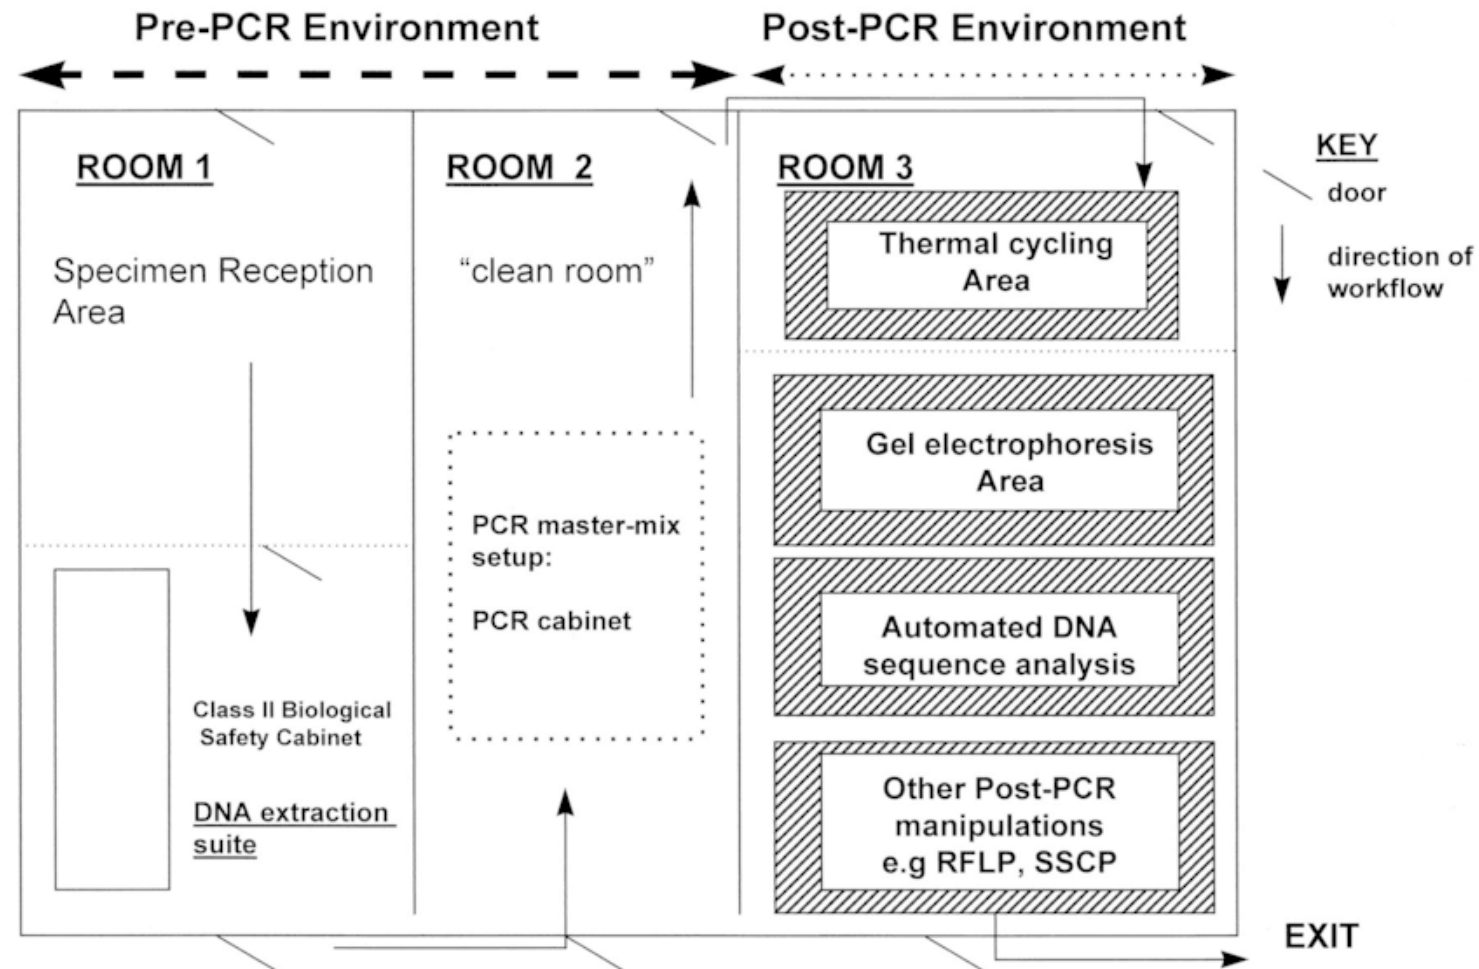 Pre-PCR Environment
Post-PCR Environment
ROOM 1
Specimen Reception
Area
Class II Biological
Safety Cabinet
DNA extraction
suite
ROOM 2
“clean room”
PCR master-mix
setup:
PCR cabinet
ROOM 3
Thermal cycling
Area
Gel electrophoresis
Area
Automated DNA
sequence analysis
Other Post-PCR
manipulations
e.g RFLP, SSCP
KEY
door
direction of
workflow
EXIT